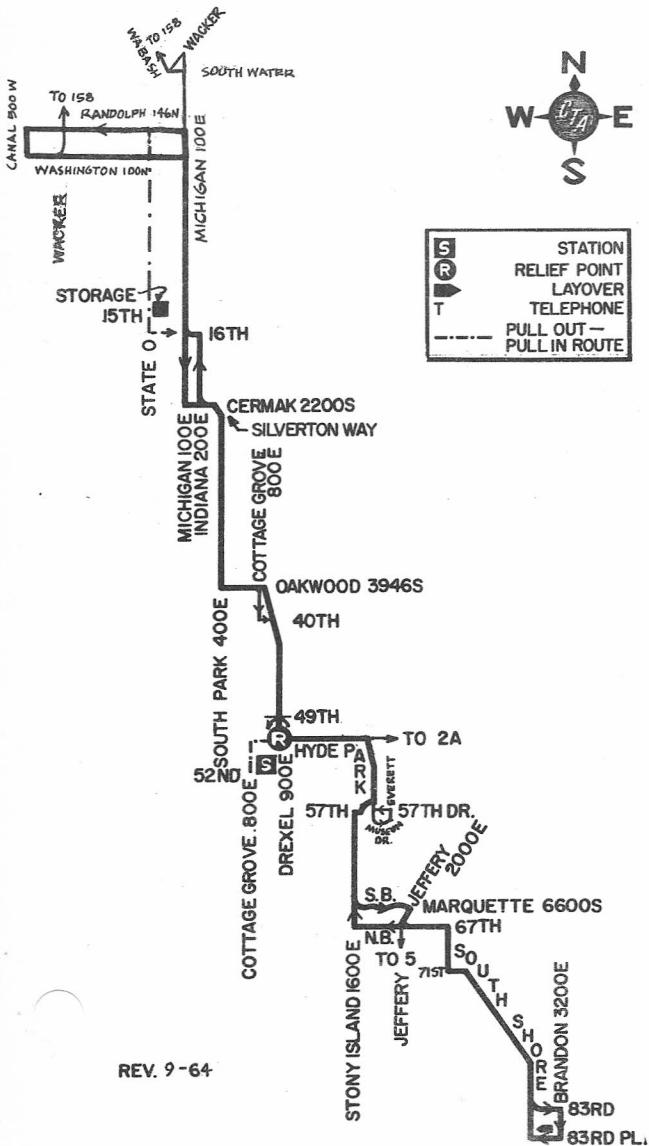 TO 158
WABASH
WACKER
SOUTH WATER
TO 158
RANDOLPH 146N
CANAL 500 W
WASHINGTON 100N
WACKER
MICHIGAN 100E
N
W CTA E
S
S STATION
R RELIEF POINT
LAYOVER
T TELEPHONE
PULL OUT —
PULL IN ROUTE
STORAGE
15TH
STATE 0
16TH
CERMAK 2200S
SILVERTON WAY
MICHIGAN 100E
INDIANA 200E
COTTAGE GROVE
800E
OAKWOOD 3946S
40TH
SOUTH PARK 400E
49TH
R
HYDE PARK
TO 2A
S
52ND
COTTAGE GROVE 800E
DREXEL 900E
EVERETT
57TH
57TH DR.
MUSEUM
DR.
JEFFERY
2000E
S.B.
MARQUETTE 6600S
N.B.
67TH
TO 5
71ST
STONY ISLAND 1600E
JEFFERY
SOUTH SHORE
BRANDON 3200E
83RD
83RD PL.
REV. 9-64